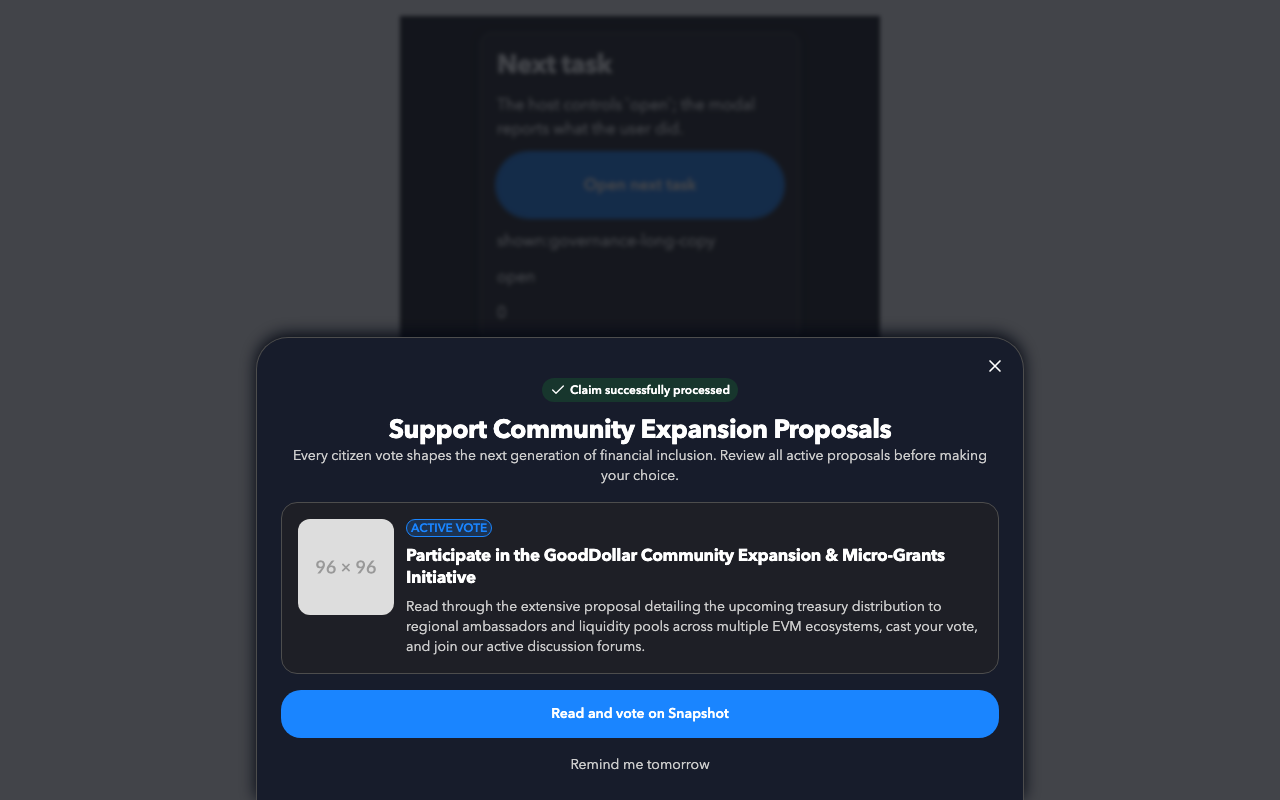 Next task
The host controls `open`; the modal
reports what the user did.
Open next task
shown:governance-long-copy
open
0
Claim successfully processed
Support Community Expansion Proposals
Every citizen vote shapes the next generation of financial inclusion. Review all active proposals before making
your choice.
96 × 96
ACTIVE VOTE
Participate in the GoodDollar Community Expansion & Micro-Grants
Initiative
Read through the extensive proposal detailing the upcoming treasury distribution to
regional ambassadors and liquidity pools across multiple EVM ecosystems, cast your vote,
and join our active discussion forums.
Read and vote on Snapshot
Remind me tomorrow